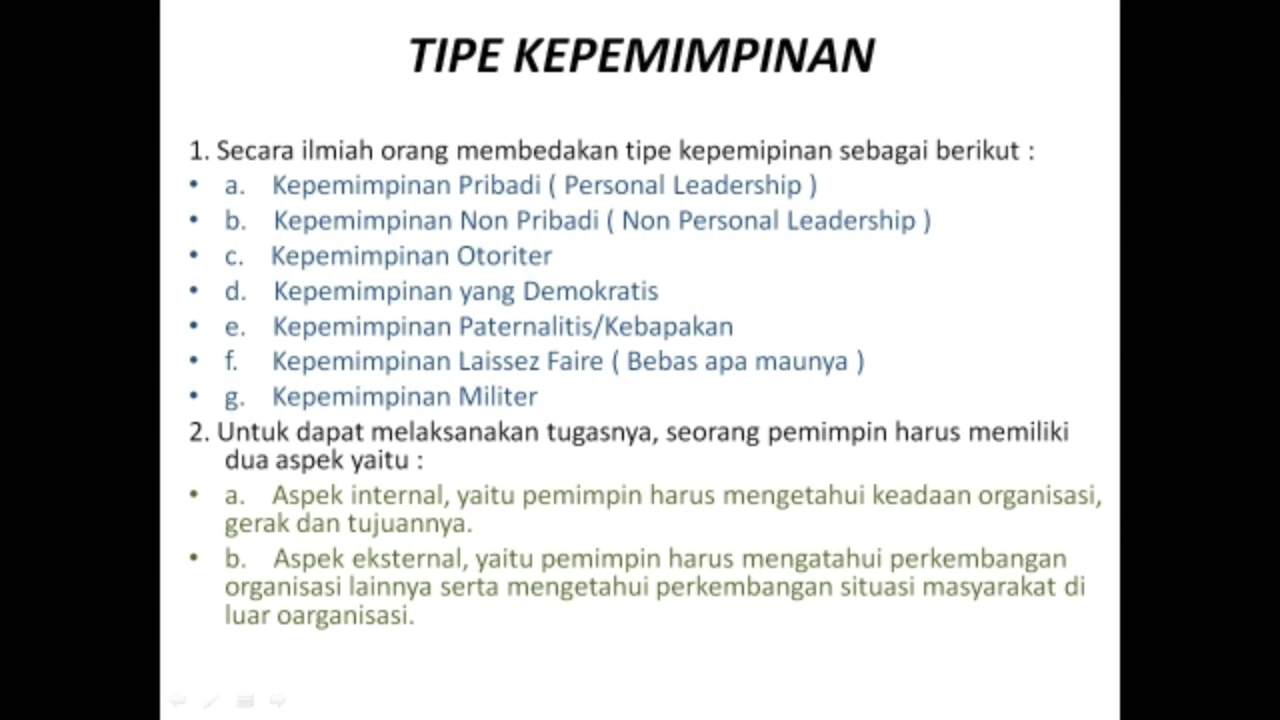 TIPE KEPEMIMPINAN
1. Secara ilmiah orang membedakan tipe kepemipinan sebagai berikut :
• a. Kepemimpinan Pribadi ( Personal Leadership )
• b. Kepemimpinan Non Pribadi ( Non Personal Leadership )
• c. Kepemimpinan Otoriter
• d. Kepemimpinan yang Demokratis
• e. Kepemimpinan Paternalitis/Kebapakan
• f. Kepemimpinan Laissez Faire ( Bebas apa maunya )
• g. Kepemimpinan Militer
2. Untuk dapat melaksanakan tugasnya, seorang pemimpin harus memiliki
dua aspek yaitu :
• a. Aspek internal, yaitu pemimpin harus mengetahui keadaan organisasi,
gerak dan tujuannya.
• b. Aspek eksternal, yaitu pemimpin harus mengatahui perkembangan
organisasi lainnya serta mengetahui perkembangan situasi masyarakat di
luar oarganisasi.